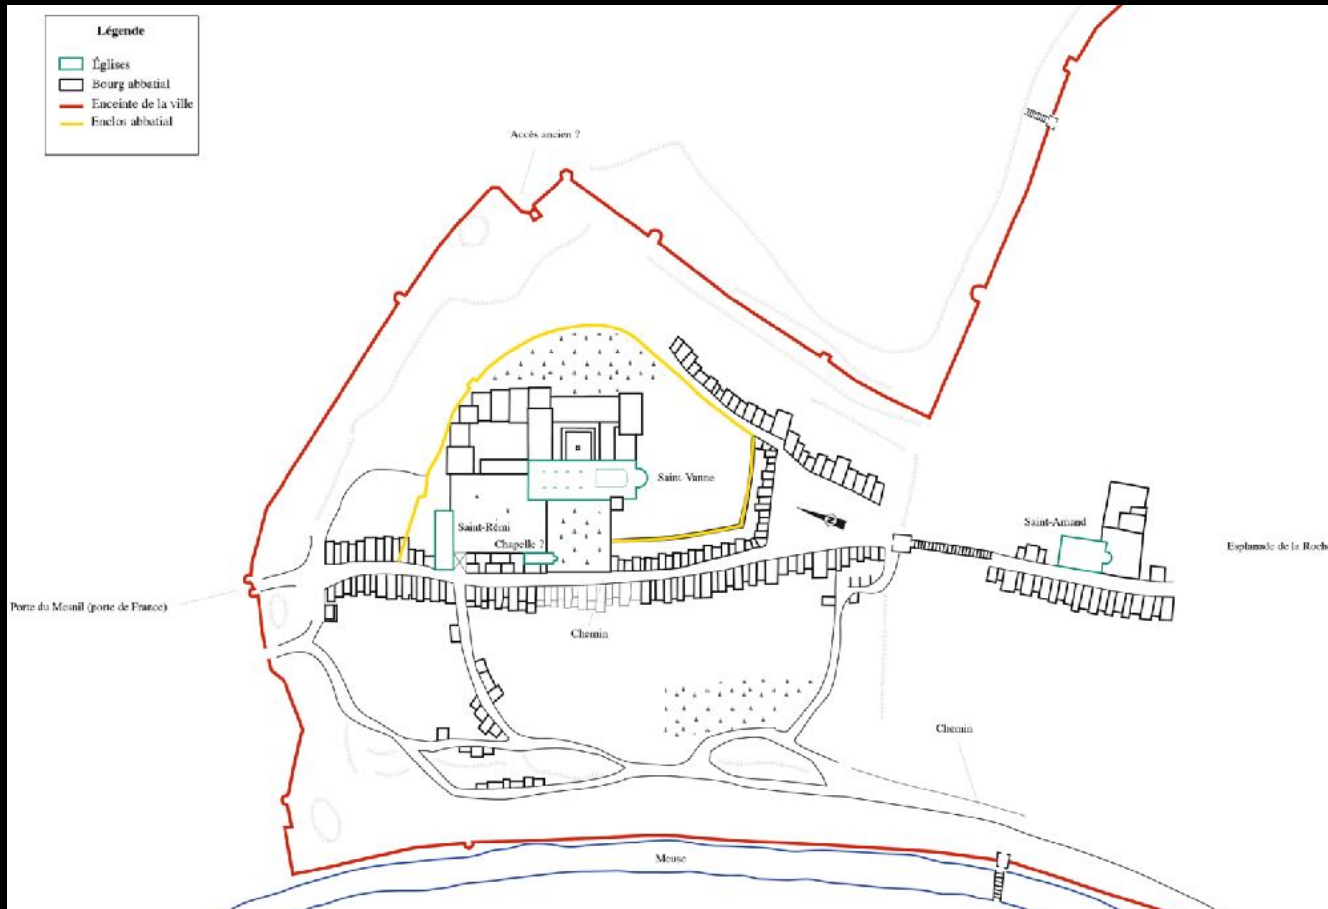 Légende
Églises
Bourg abbatial
Enceinte de la ville
Enclos abbatial
Accès ancien ?
Saint-Vanne
Saint-Rémi
Chapelle ?
N
Saint-Amand
Esplanade de la Roche
Porte du Mesnil (porte de France)
Chemin
Chemin
Meuse